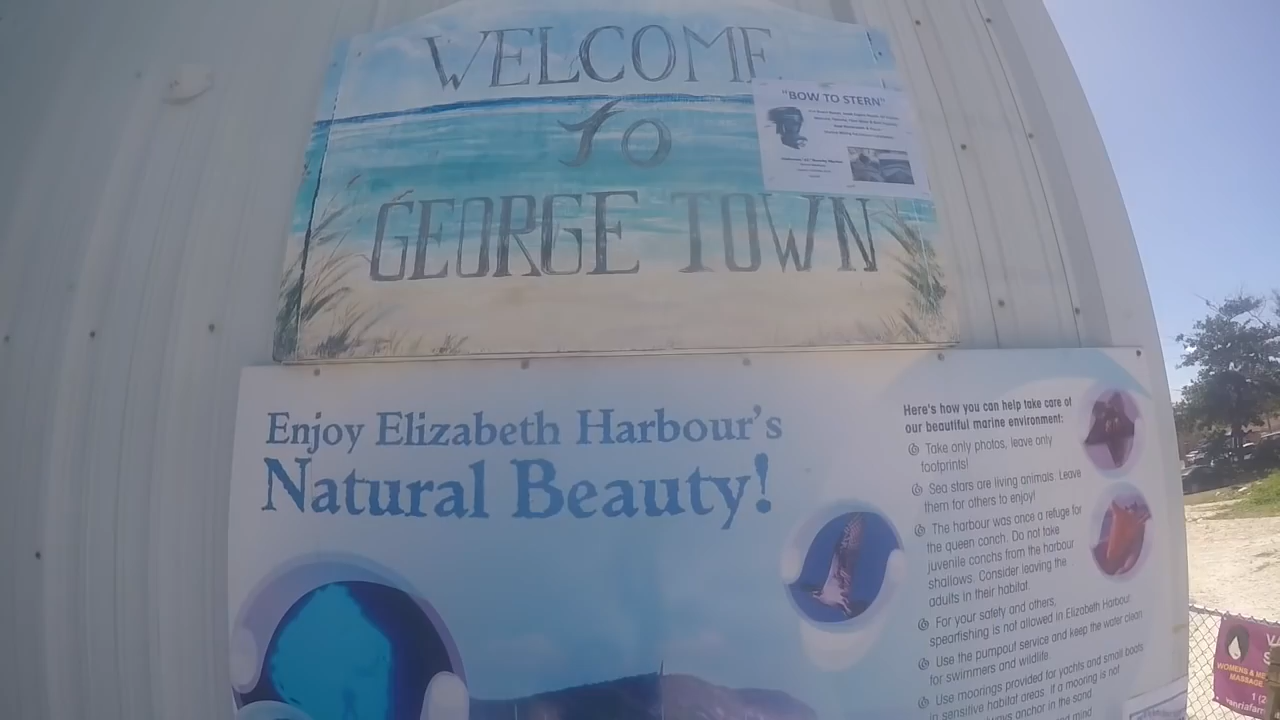 WELCOME
TO
GEORGE TOWN
"BOW TO STERN"
Enjoy Elizabeth Harbour's
Natural Beauty!
Here's how you can help take care of
our beautiful marine environment:
Take only photos, leave only
footprints!
Sea stars are living animals. Leave
them for others to enjoy!
The harbour was once a refuge for
the queen conch. Do not take
juvenile conchs from the harbour
shallows. Consider leaving the
adults in their habitat.
For your safety and others,
spearfishing is not allowed in Elizabeth Harbour.
Use the pumpout service and keep the water clean
for swimmers and wildlife.
Use moorings provided for yachts and small boats
in sensitive habitat areas. If a mooring is not
anchor in the sand
mind
WOMENS & ME
MASSAGE